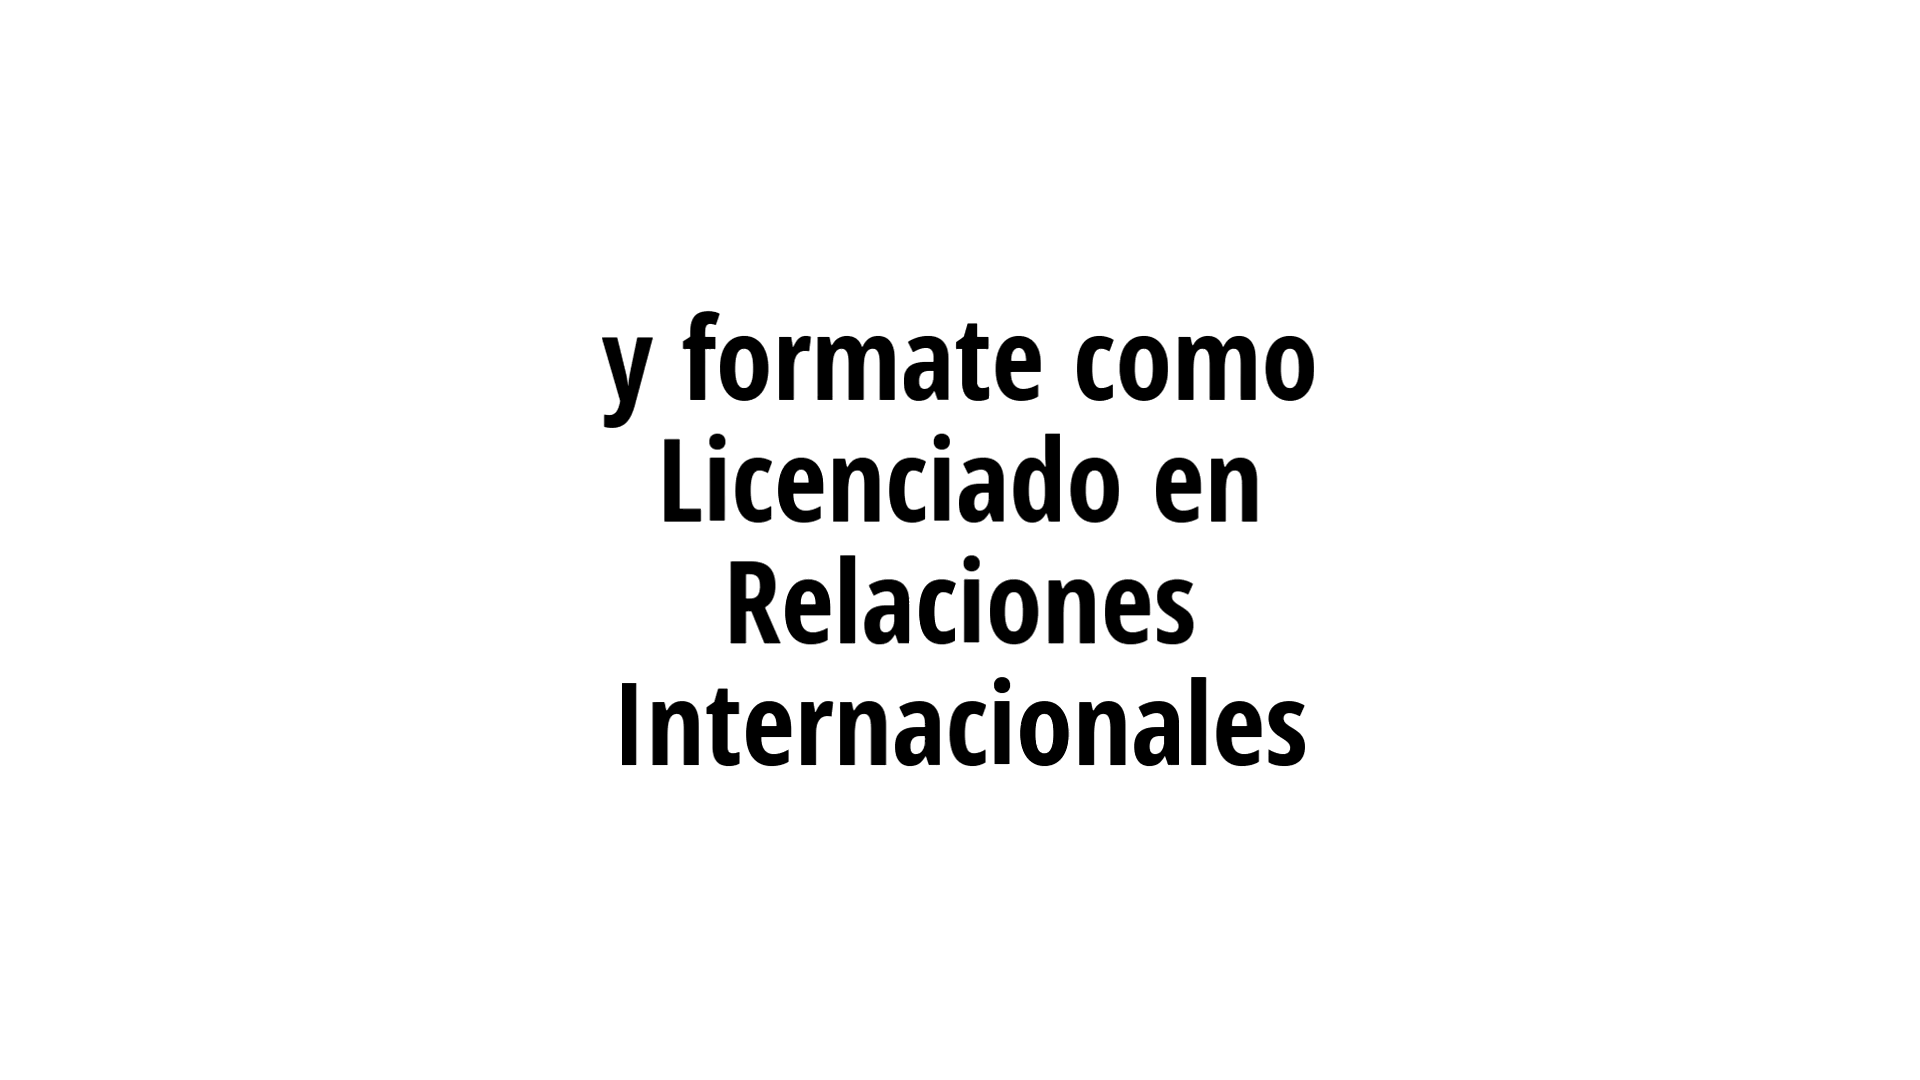 y formate como
Licenciado en
Relaciones
Internacionales